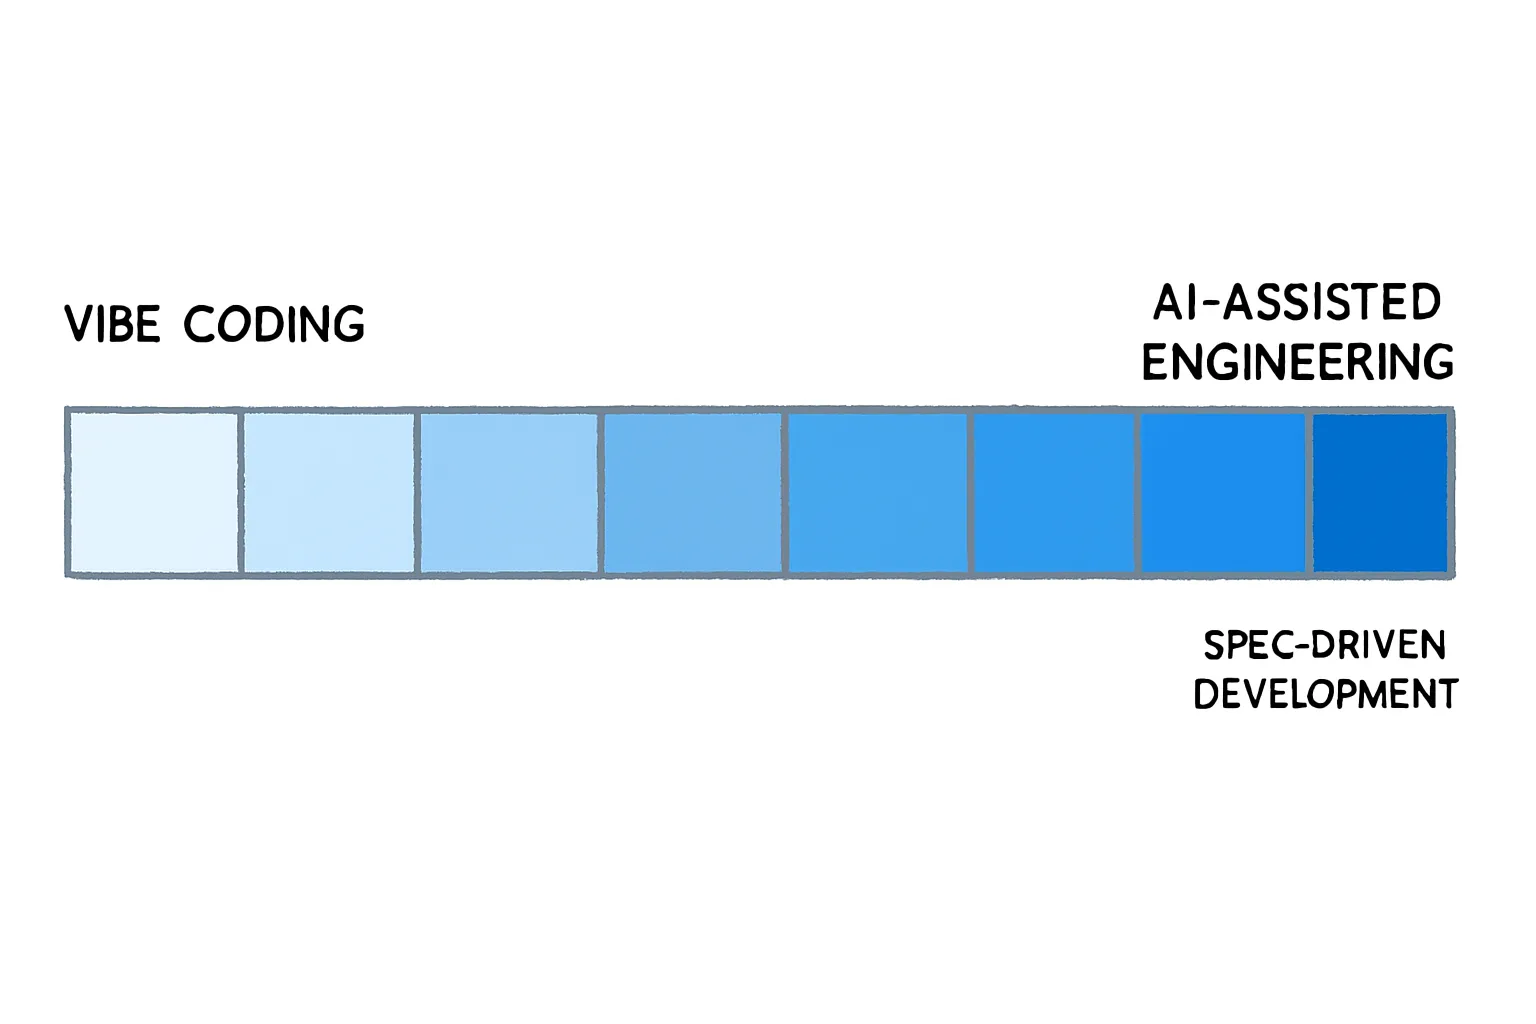 VIBE CODING
AI-ASSISTED
ENGINEERING
SPEC-DRIVEN
DEVELOPMENT